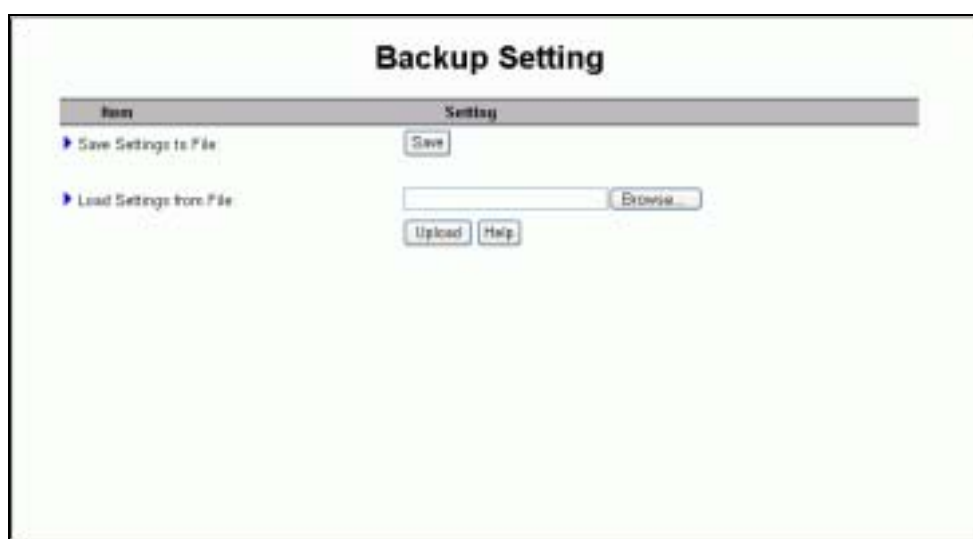 Backup Setting
Item Setting
Save Settings to File Save
Load Settings from File Browse...
Upload Help